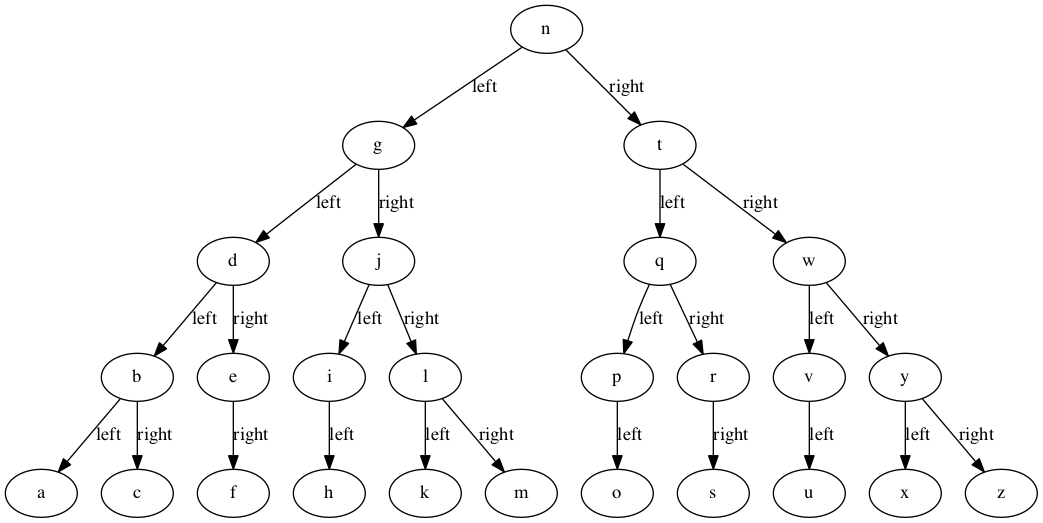 n
left right
g t
left right left right
d j q w
left right left right left right left right
b e i l p r v y
left right right left left right left right left left right
a c f h k m o s u x z